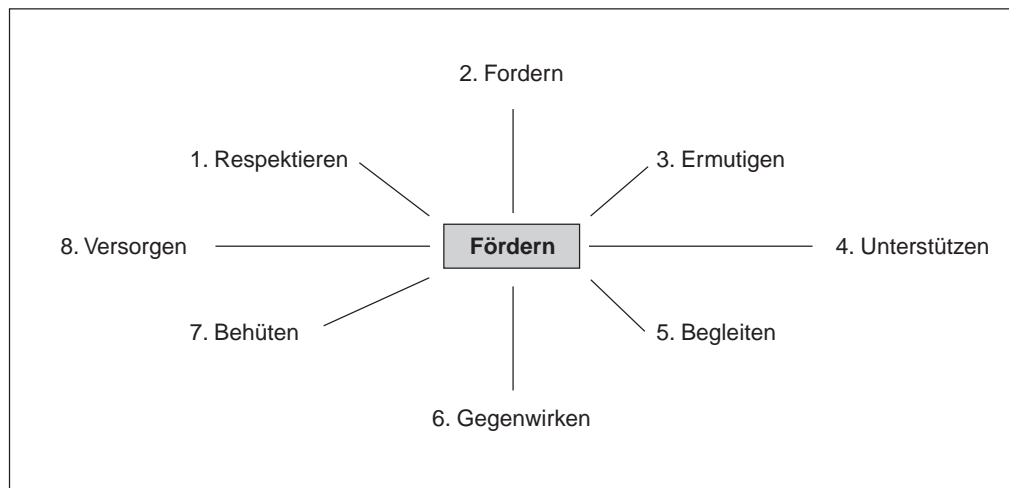 2. Fordern
1. Respektieren
3. Ermutigen
8. Versorgen
Fördern
4. Unterstützen
7. Behüten
5. Begleiten
6. Gegenwirken